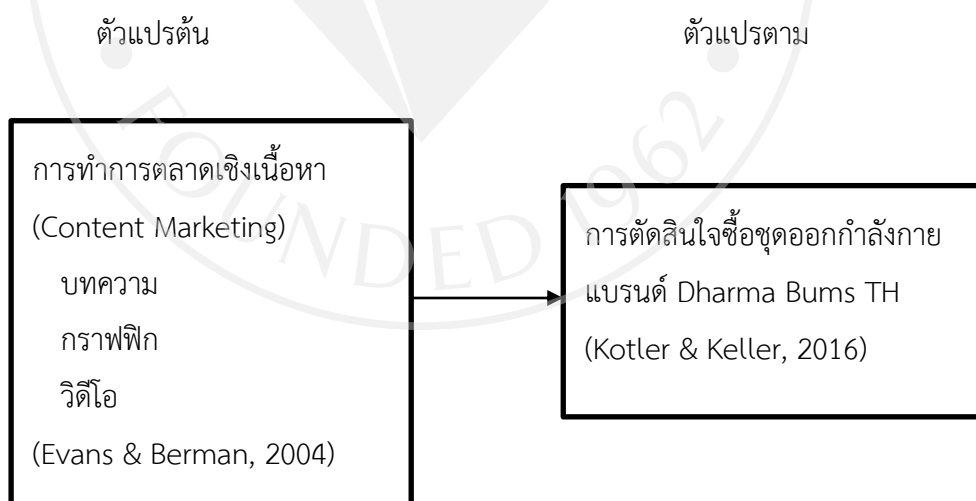 ตัวแปรต้น
ตัวแปรตาม
การทำการตลาดเชิงเนื้อหา
(Content Marketing)
บทความ
กราฟฟิก
วิดีโอ
(Evans & Berman, 2004)
การตัดสินใจซื้อชุดออกกำลังกาย
แบรนด์ Dharma Bums TH
(Kotler & Keller, 2016)
FOUNDED 1962